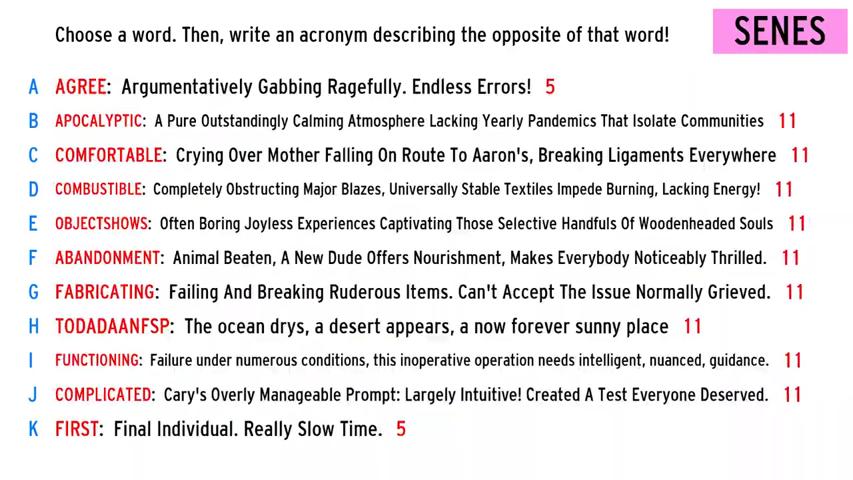 Choose a word. Then, write an acronym describing the opposite of that word!
SENES
A AGREE: Argumentatively Gabbing Ragefully. Endless Errors! 5
B APOCALYPTIC: A Pure Outstandingly Calming Atmosphere Lacking Yearly Pandemics That Isolate Communities 11
C COMFORTABLE: Crying Over Mother Falling On Route To Aaron's, Breaking Ligaments Everywhere 11
D COMBUSTIBLE: Completely Obstructing Major Blazes, Universally Stable Textiles Impede Burning, Lacking Energy! 11
E OBJECTSHOWS: Often Boring Joyless Experiences Captivating Those Selective Handfuls Of Woodenheaded Souls 11
F ABANDONMENT: Animal Beaten, A New Dude Offers Nourishment, Makes Everybody Noticeably Thrilled. 11
G FABRICATING: Failing And Breaking Ruderous Items. Can't Accept The Issue Normally Grieved. 11
H TODADAANFSP: The ocean drys, a desert appears, a now forever sunny place 11
I FUNCTIONING: Failure under numerous conditions, this inoperative operation needs intelligent, nuanced, guidance. 11
J COMPLICATED: Cary's Overly Manageable Prompt: Largely Intuitive! Created A Test Everyone Deserved. 11
K FIRST: Final Individual. Really Slow Time. 5